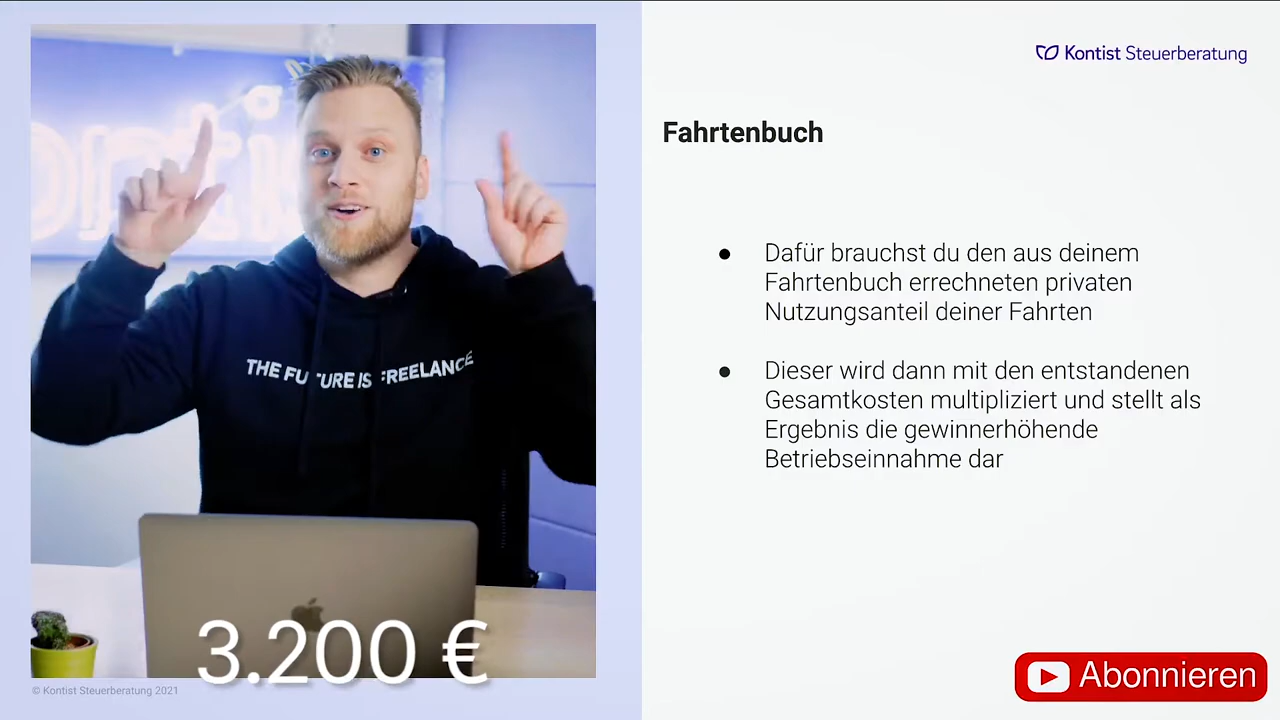 Kontist Steuerberatung
Fahrtenbuch
● Dafür brauchst du den aus deinem
Fahrtenbuch errechneten privaten
Nutzungsanteil deiner Fahrten
● Dieser wird dann mit den entstandenen
Gesamtkosten multipliziert und stellt als
Ergebnis die gewinnerhöhende
Betriebseinnahme dar
THE FUTURE IS FREELANCE
3.200 €
© Kontist Steuerberatung 2021
Abonnieren